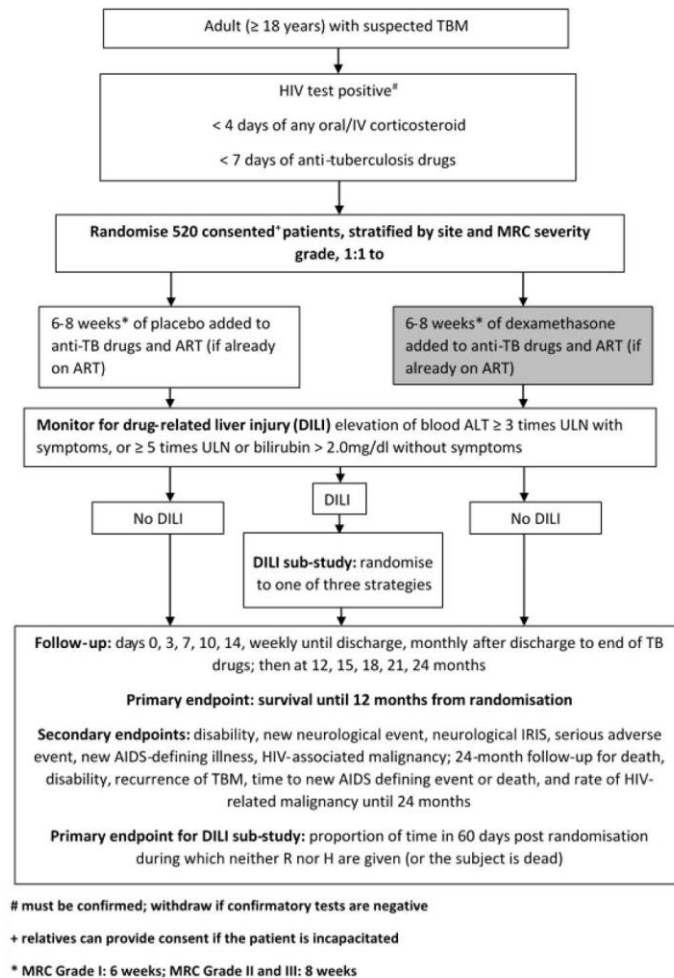 Adult (≥ 18 years) with suspected TBM
HIV test positive#
< 4 days of any oral/IV corticosteroid
< 7 days of anti-tuberculosis drugs
Randomise 520 consented+ patients, stratified by site and MRC severity
grade, 1:1 to
6-8 weeks* of placebo added to
anti-TB drugs and ART (if already
on ART)
6-8 weeks* of dexamethasone
added to anti-TB drugs and ART (if
already on ART)
Monitor for drug-related liver injury (DILI) elevation of blood ALT ≥ 3 times ULN with
symptoms, or ≥ 5 times ULN or bilirubin > 2.0mg/dl without symptoms
No DILI
DILI
No DILI
DILI sub-study: randomise
to one of three strategies
Follow-up: days 0, 3, 7, 10, 14, weekly until discharge, monthly after discharge to end of TB
drugs; then at 12, 15, 18, 21, 24 months
Primary endpoint: survival until 12 months from randomisation
Secondary endpoints: disability, new neurological event, neurological IRIS, serious adverse
event, new AIDS-defining illness, HIV-associated malignancy; 24-month follow-up for death,
disability, recurrence of TBM, time to new AIDS defining event or death, and rate of HIV-
related malignancy until 24 months
Primary endpoint for DILI sub-study: proportion of time in 60 days post randomisation
during which neither R nor H are given (or the subject is dead)
# must be confirmed; withdraw if confirmatory tests are negative
+ relatives can provide consent if the patient is incapacitated
* MRC Grade I: 6 weeks; MRC Grade II and III: 8 weeks